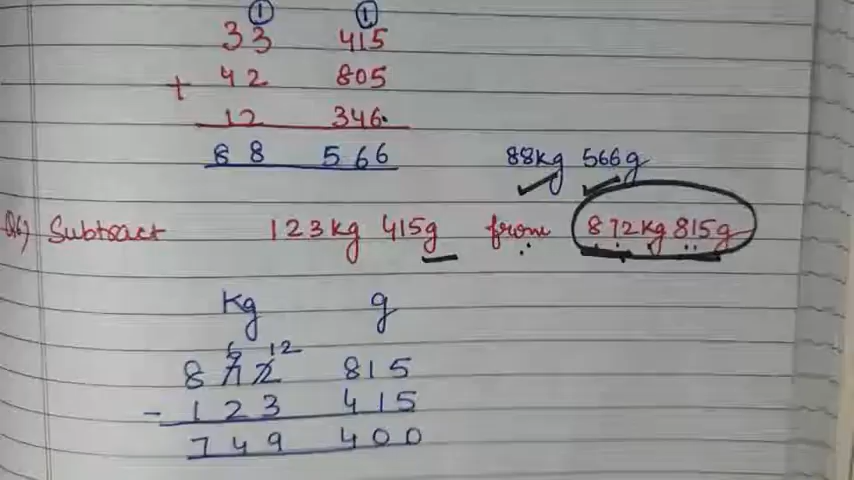 1 1
33 415
+ 42 805
12 346.
88 566
88kg 566g
Q6) Subtract 123kg 415g from 872kg 815g
Kg g
6 12
872 815
- 123 415
749 400